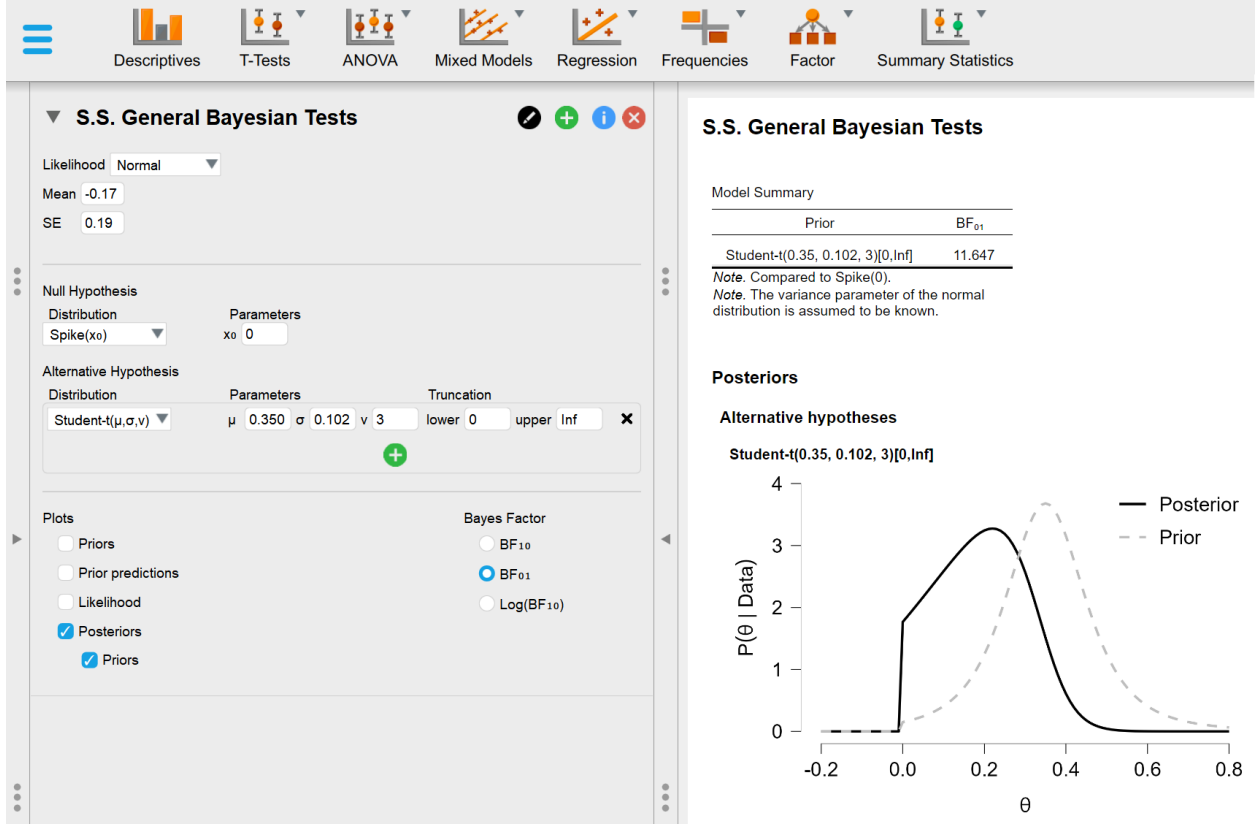 Descriptives T-Tests ANOVA Mixed Models Regression Frequencies Factor Summary Statistics
S.S. General Bayesian Tests
Likelihood Normal
Mean -0.17
SE 0.19
Null Hypothesis
Distribution Parameters
Spike(x₀) x₀ 0
Alternative Hypothesis
Distribution Parameters Truncation
Student-t(μ,σ,v) μ 0.350 σ 0.102 v 3 lower 0 upper Inf
Plots Bayes Factor
Priors BF₁₀
Prior predictions BF₀₁
Likelihood Log(BF₁₀)
Posteriors
Priors
S.S. General Bayesian Tests
Model Summary
Prior BF₀₁
Student-t(0.35, 0.102, 3)[0,Inf] 11.647
Note. Compared to Spike(0).
Note. The variance parameter of the normal
distribution is assumed to be known.
Posteriors
Alternative hypotheses
Student-t(0.35, 0.102, 3)[0,Inf]
P(θ | Data)
4
3
2
1
0
-0.2 0.0 0.2 0.4 0.6 0.8
θ
Posterior
Prior